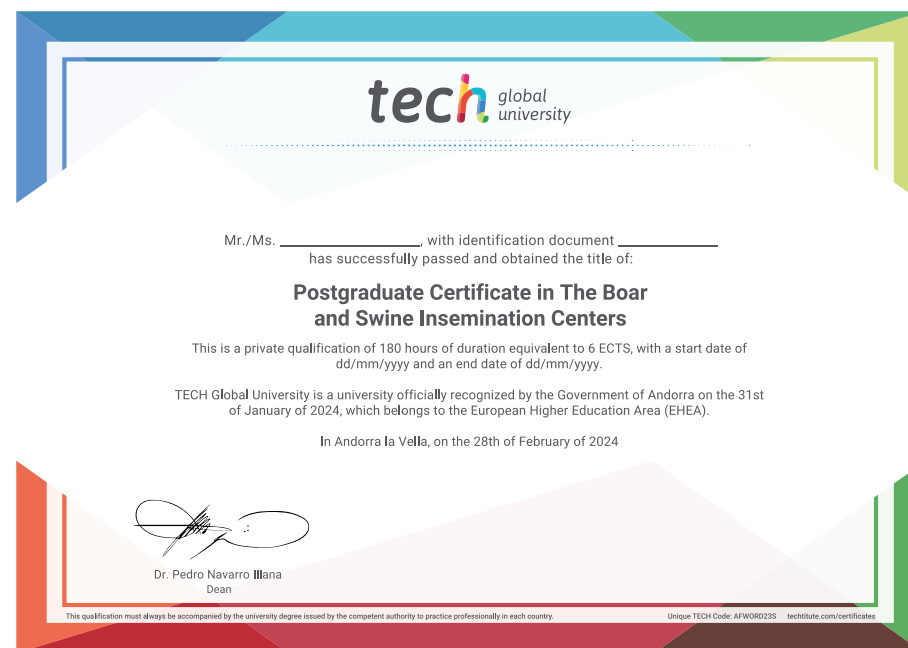 tech global
university
Mr./Ms. ____________________, with identification document ______________
has successfully passed and obtained the title of:
Postgraduate Certificate in The Boar
and Swine Insemination Centers
This is a private qualification of 180 hours of duration equivalent to 6 ECTS, with a start date of
dd/mm/yyyy and an end date of dd/mm/yyyy.
TECH Global University is a university officially recognized by the Government of Andorra on the 31st
of January of 2024, which belongs to the European Higher Education Area (EHEA).
In Andorra la Vella, on the 28th of February of 2024
Dr. Pedro Navarro Illana
Dean
This qualification must always be accompanied by the university degree issued by the competent authority to practice professionally in each country. Unique TECH Code: AFWORD23S techtitute.com/certificates